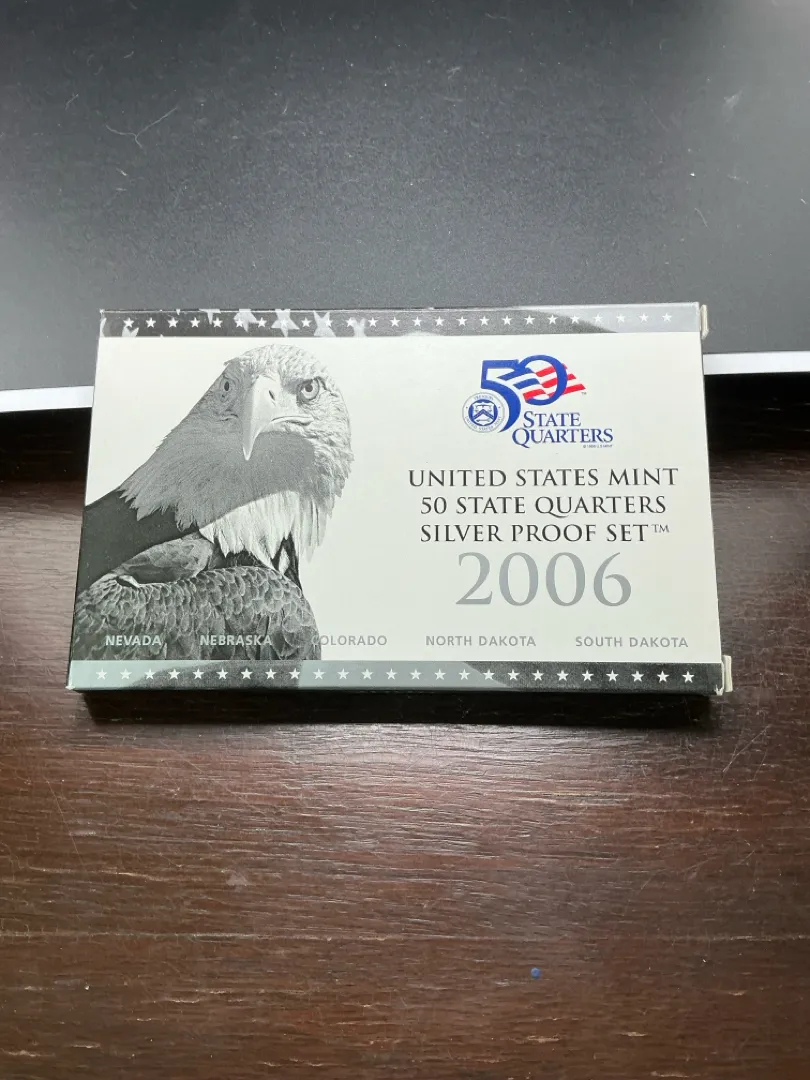 50
STATE
QUARTERS
UNITED STATES MINT
50 STATE QUARTERS
SILVER PROOF SET™
2006
NEVADA NEBRASKA COLORADO NORTH DAKOTA SOUTH DAKOTA